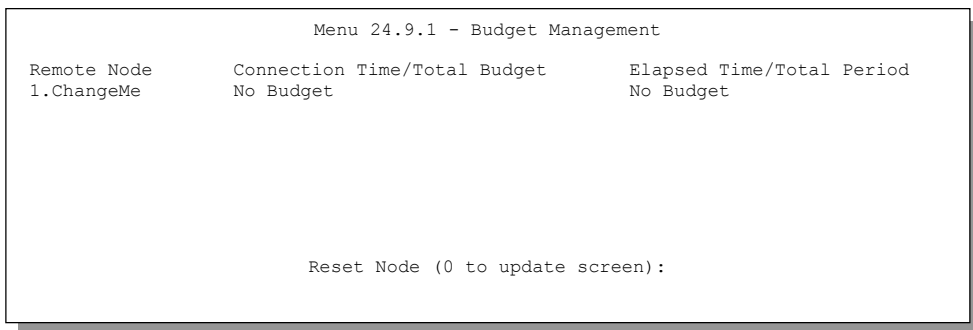 Menu 24.9.1 - Budget Management
Remote Node Connection Time/Total Budget Elapsed Time/Total Period
1.ChangeMe No Budget No Budget
Reset Node (0 to update screen):